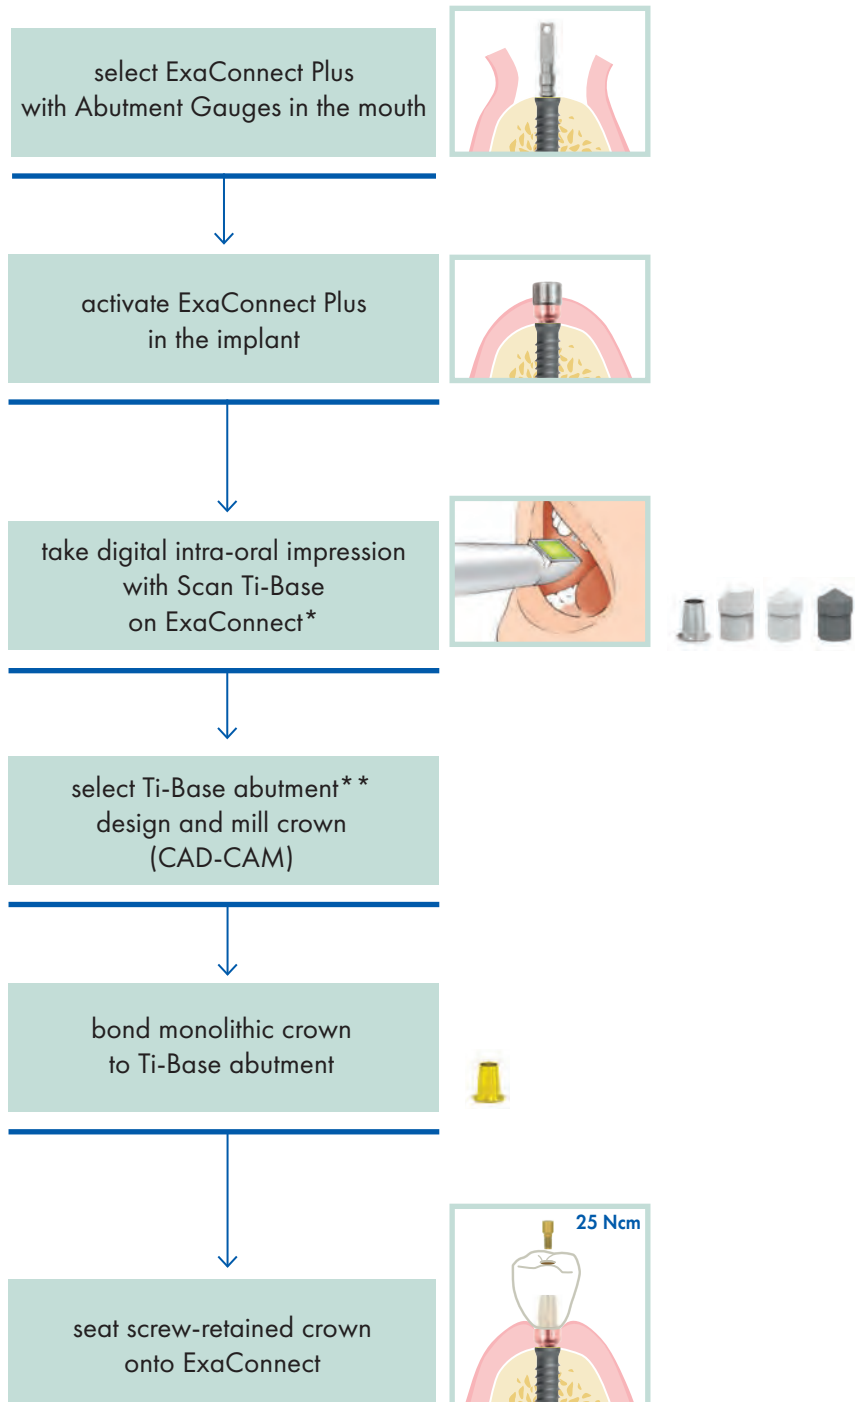 select ExaConnect Plus
with Abutment Gauges in the mouth
activate ExaConnect Plus
in the implant
take digital intra-oral impression
with Scan Ti-Base
on ExaConnect*
select Ti-Base abutment**
design and mill crown
(CAD-CAM)
bond monolithic crown
to Ti-Base abutment
25 Ncm
seat screw-retained crown
onto ExaConnect